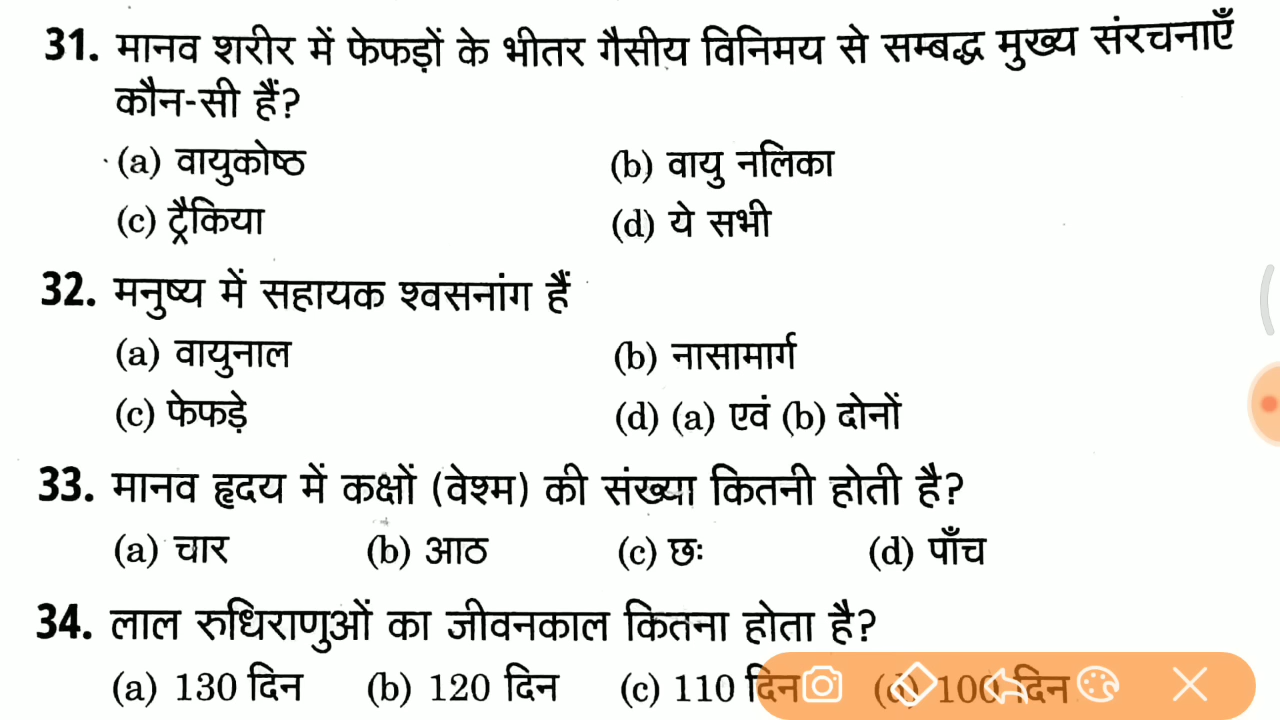 31. मानव शरीर में फेफड़ों के भीतर गैसीय विनिमय से सम्बद्ध मुख्य संरचनाएँ
कौन-सी हैं?
(a) वायुकोष्ठ (b) वायु नलिका
(c) ट्रैकिया (d) ये सभी
32. मनुष्य में सहायक श्वसनांग हैं
(a) वायुनाल (b) नासामार्ग
(c) फेफड़े (d) (a) एवं (b) दोनों
33. मानव हृदय में कक्षों (वेश्म) की संख्या कितनी होती है?
(a) चार (b) आठ (c) छः (d) पाँच
34. लाल रुधिराणुओं का जीवनकाल कितना होता है?
(a) 130 दिन (b) 120 दिन (c) 110 दिन (d) 100 दिन